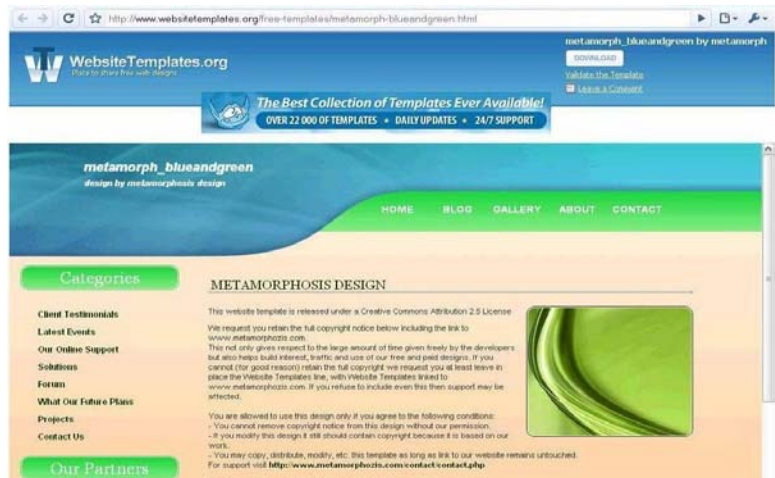 http://www.websitetemplates.org/free-templates/metamorph-blueandgreen.html
metamorph_blueandgreen by metamorph
WT WebsiteTemplates.org
Place to share free web designs
DOWNLOAD
Validate the Template
Leave a Comment
The Best Collection of Templates Ever Available!
OVER 22 000 OF TEMPLATES • DAILY UPDATES • 24/7 SUPPORT
metamorph_blueandgreen
design by metamorphosis design
HOME BLOG GALLERY ABOUT CONTACT
Categories
Client Testimonials
Latest Events
Our Online Support
Solutions
Forum
What Our Future Plans
Projects
Contact Us
Our Partners
METAMORPHOSIS DESIGN
This website template is released under a Creative Commons Attribution 2.5 License
We request you retain the full copyright notice below including the link to
www.metamorphozis.com.
This not only gives respect to the large amount of time given freely by the developers
but also helps build interest, traffic and use of our free and paid designs. If you
cannot (for good reason) retain the full copyright we request you at least leave in
place the Website Templates line, with Website Templates linked to
www.metamorphozis.com. If you refuse to include even this then support may be
affected.
You are allowed to use this design only if you agree to the following conditions:
- You cannot remove copyright notice from this design without our permission.
- If you modify this design it still should contain copyright because it is based on our
work.
- You may copy, distribute, modify, etc. this template as long as link to our website remains untouched.
For support visit http://www.metamorphozis.com/contact/contact.php